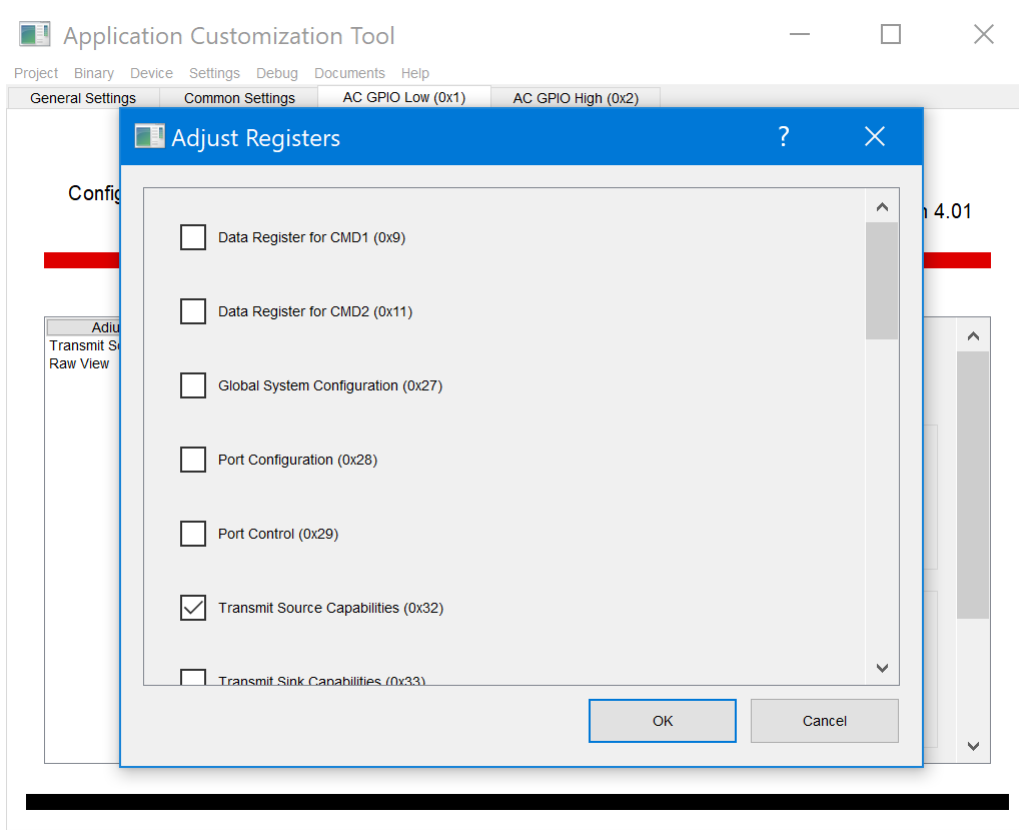 Application Customization Tool
Project Binary Device Settings Debug Documents Help
General Settings Common Settings AC GPIO Low (0x1) AC GPIO High (0x2)
Adjust Registers ?
4.01
Data Register for CMD1 (0x9)
Data Register for CMD2 (0x11)
Global System Configuration (0x27)
Port Configuration (0x28)
Port Control (0x29)
Transmit Source Capabilities (0x32)
Transmit Sink Capabilities (0x33)
Transmit
Raw View
OK Cancel